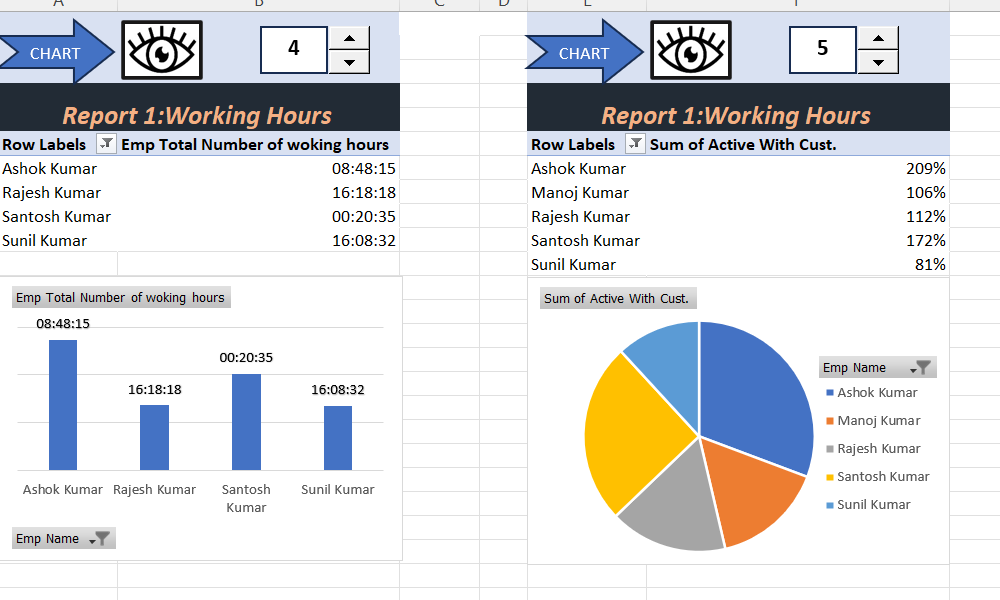 A B C D E F
CHART 4
Report 1:Working Hours
Row Labels Emp Total Number of woking hours
Ashok Kumar 08:48:15
Rajesh Kumar 16:18:18
Santosh Kumar 00:20:35
Sunil Kumar 16:08:32
Emp Total Number of woking hours
08:48:15
16:18:18
00:20:35
16:08:32
Ashok Kumar
Rajesh Kumar
Santosh
Kumar
Sunil Kumar
Emp Name
CHART 5
Report 1:Working Hours
Row Labels Sum of Active With Cust.
Ashok Kumar 209%
Manoj Kumar 106%
Rajesh Kumar 112%
Santosh Kumar 172%
Sunil Kumar 81%
Sum of Active With Cust.
Emp Name
Ashok Kumar
Manoj Kumar
Rajesh Kumar
Santosh Kumar
Sunil Kumar